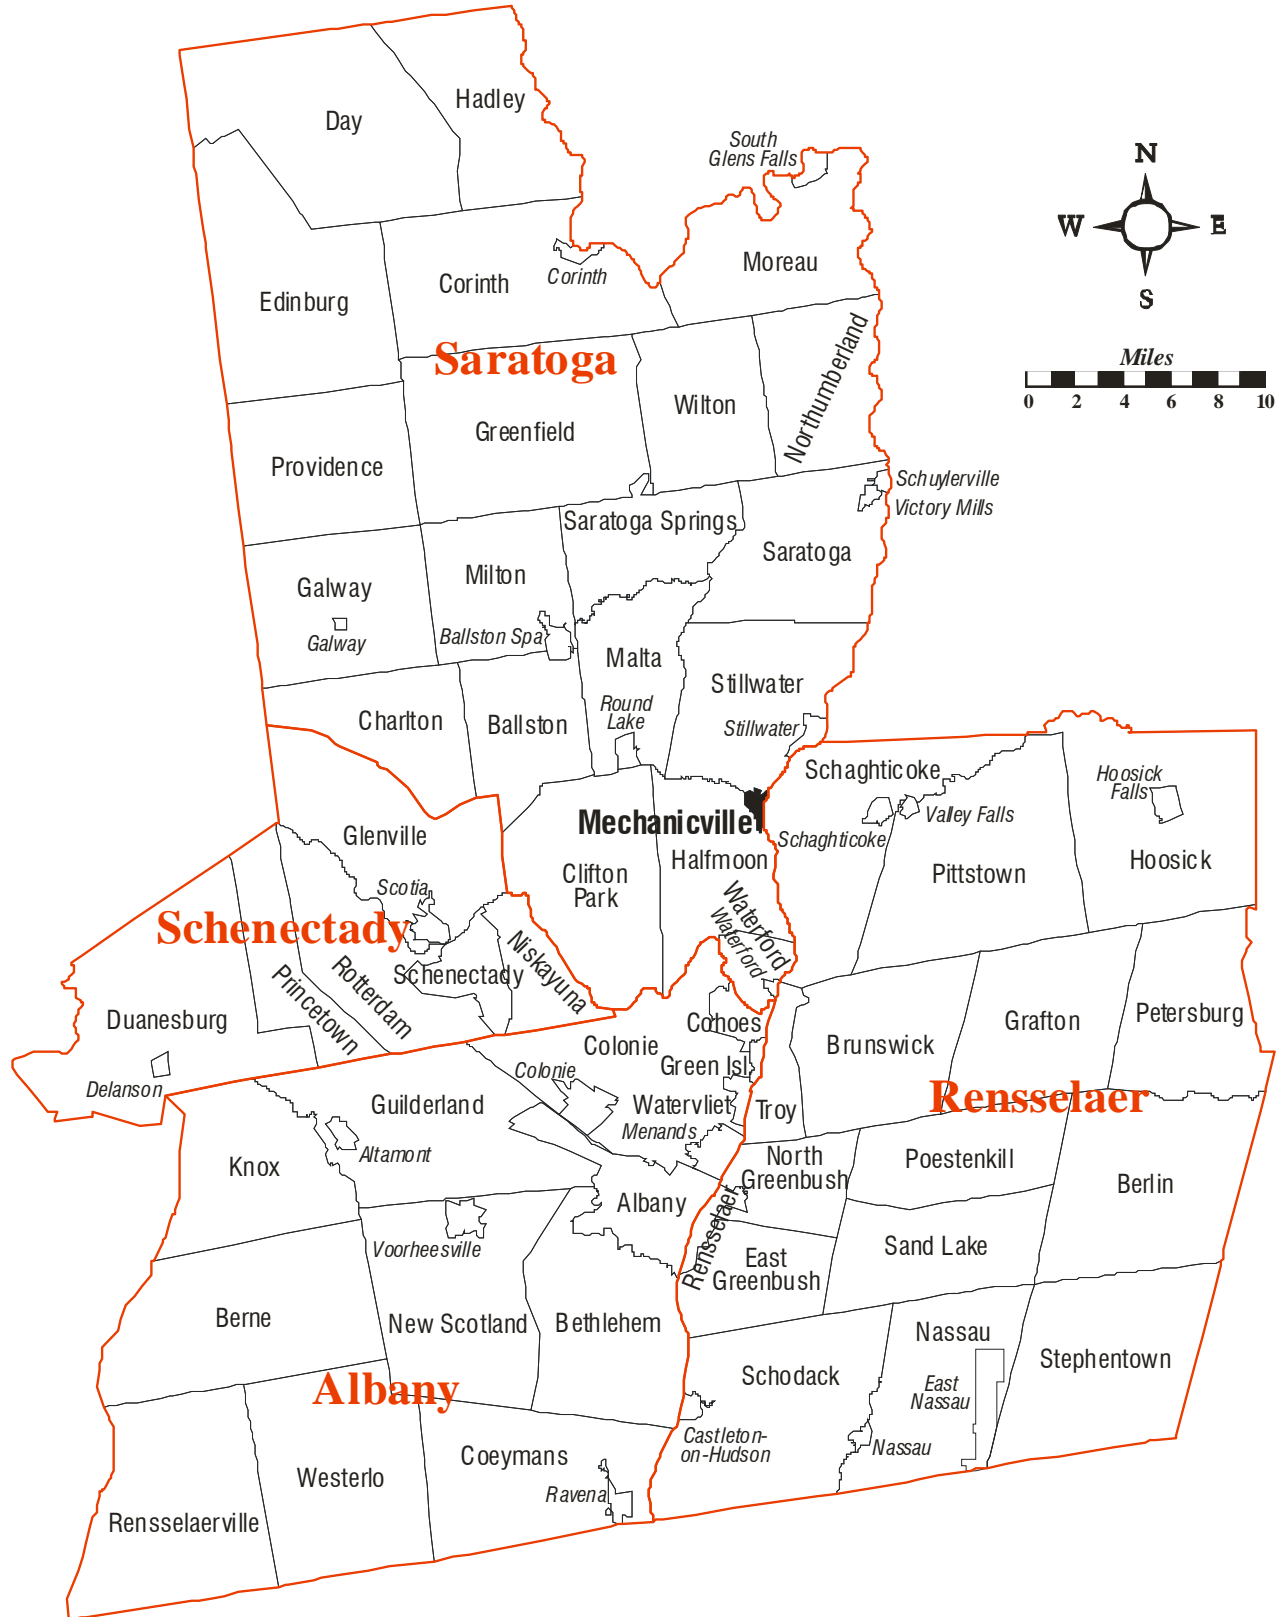 Hadley
Day
South
Glens Falls
N
W
E
S
Moreau
Corinth
Corinth
Edinburg
Saratoga
Miles
0 2 4 6 8 10
Northumberland
Wilton
Greenfield
Providence
Schuylerville
Victory Mills
Saratoga Springs
Saratoga
Milton
Galway
Galway
Ballston Spa
Malta
Stillwater
Round
Lake
Stillwater
Charlton
Ballston
Schaghticoke
Hoosick
Falls
Mechanicville
Valley Falls
Schaghticoke
Glenville
Halfmoon
Clifton
Park
Pittstown
Hoosick
Scotia
Waterford
Waterford
Schenectady
Niskayuna
Schenectady
Rotterdam
Princetown
Duanesburg
Delanson
Cohoes
Colonie
Green Isl.
Colonie
Watervliet
Menands
Troy
Brunswick
Grafton
Petersburg
Rensselaer
Guilderland
Altamont
Knox
North
Greenbush
Poestenkill
Berlin
Albany
Rensselaer
Voorheesville
Sand Lake
East
Greenbush
Berne
New Scotland
Bethlehem
Nassau
Stephentown
Schodack
Albany
East
Nassau
Castleton-
on-Hudson
Nassau
Coeymans
Westerlo
Ravena
Rensselaerville